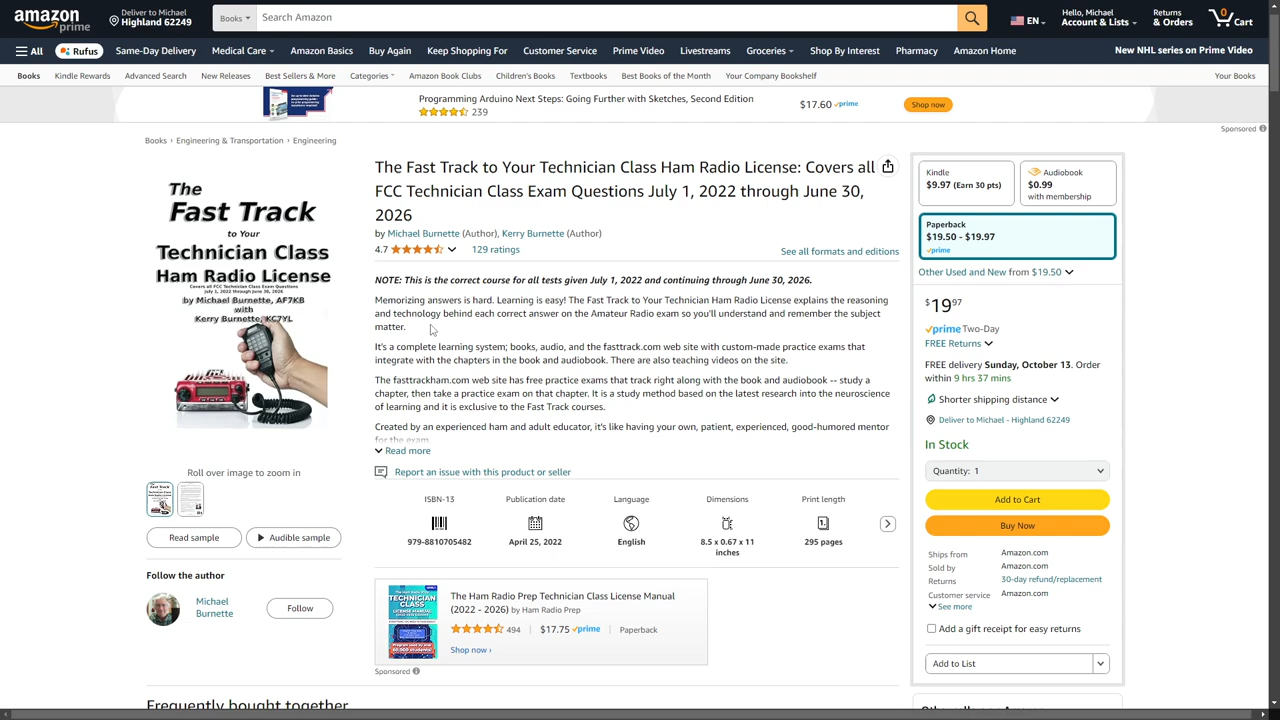 amazon
prime
Deliver to Michael
Highland 62249
Books
Search Amazon
EN
Hello, Michael
Account & Lists
Returns
& Orders
0
Cart
All
Rufus
Same-Day Delivery
Medical Care
Amazon Basics
Buy Again
Keep Shopping For
Customer Service
Prime Video
Livestreams
Groceries
Shop By Interest
Pharmacy
Amazon Home
New NHL series on Prime Video
Books
Kindle Rewards
Advanced Search
New Releases
Best Sellers & More
Categories
Amazon Book Clubs
Children's Books
Textbooks
Best Books of the Month
Your Company Bookshelf
Your Books
Programming Arduino Next Steps: Going Further with Sketches, Second Edition
239
$17.60 prime
Shop now
Sponsored
Books › Engineering & Transportation › Engineering
The
Fast Track
to Your
Technician Class
Ham Radio License
Covers all FCC Technician Class Exam Questions
July 1, 2022 through June 30, 2026
by Michael Burnette, AF7KB
with
Kerry Burnette, KC7YL
Roll over image to zoom in
Read sample
Audible sample
Follow the author
Michael
Burnette
Follow
The Fast Track to Your Technician Class Ham Radio License: Covers all
FCC Technician Class Exam Questions July 1, 2022 through June 30,
2026
by Michael Burnette (Author), Kerry Burnette (Author)
4.7
129 ratings
See all formats and editions
NOTE: This is the correct course for all tests given July 1, 2022 and continuing through June 30, 2026.
Memorizing answers is hard. Learning is easy! The Fast Track to Your Technician Ham Radio License explains the reasoning
and technology behind each correct answer on the Amateur Radio exam so you'll understand and remember the subject
matter.
It's a complete learning system; books, audio, and the fasttrack.com web site with custom-made practice exams that
integrate with the chapters in the book and audiobook. There are also teaching videos on the site.
The fasttrackham.com web site has free practice exams that track right along with the book and audiobook -- study a
chapter, then take a practice exam on that chapter. It is a study method based on the latest research into the neuroscience
of learning and it is exclusive to the Fast Track courses.
Created by an experienced ham and adult educator, it's like having your own, patient, experienced, good-humored mentor
for the exam.
Read more
Report an issue with this product or seller
ISBN-13
979-8810705482
Publication date
April 25, 2022
Language
English
Dimensions
8.5 x 0.67 x 11
inches
Print length
295 pages
TECHNICIAN
CLASS
The Ham Radio Prep Technician Class License Manual
(2022 - 2026) by Ham Radio Prep
494
$17.75 prime
Paperback
Shop now ›
Sponsored
Frequently bought together
Kindle
$9.97 (Earn 30 pts)
Audiobook
$0.99
with membership
Paperback
$19.50 - $19.97
prime
Other Used and New from $19.50
$19 97
prime Two-Day
FREE Returns
FREE delivery Sunday, October 13. Order
within 9 hrs 37 mins
Shorter shipping distance
Deliver to Michael - Highland 62249
In Stock
Quantity: 1
Add to Cart
Buy Now
Ships from Amazon.com
Sold by Amazon.com
Returns 30-day refund/replacement
Customer service Amazon.com
See more
Add a gift receipt for easy returns
Add to List